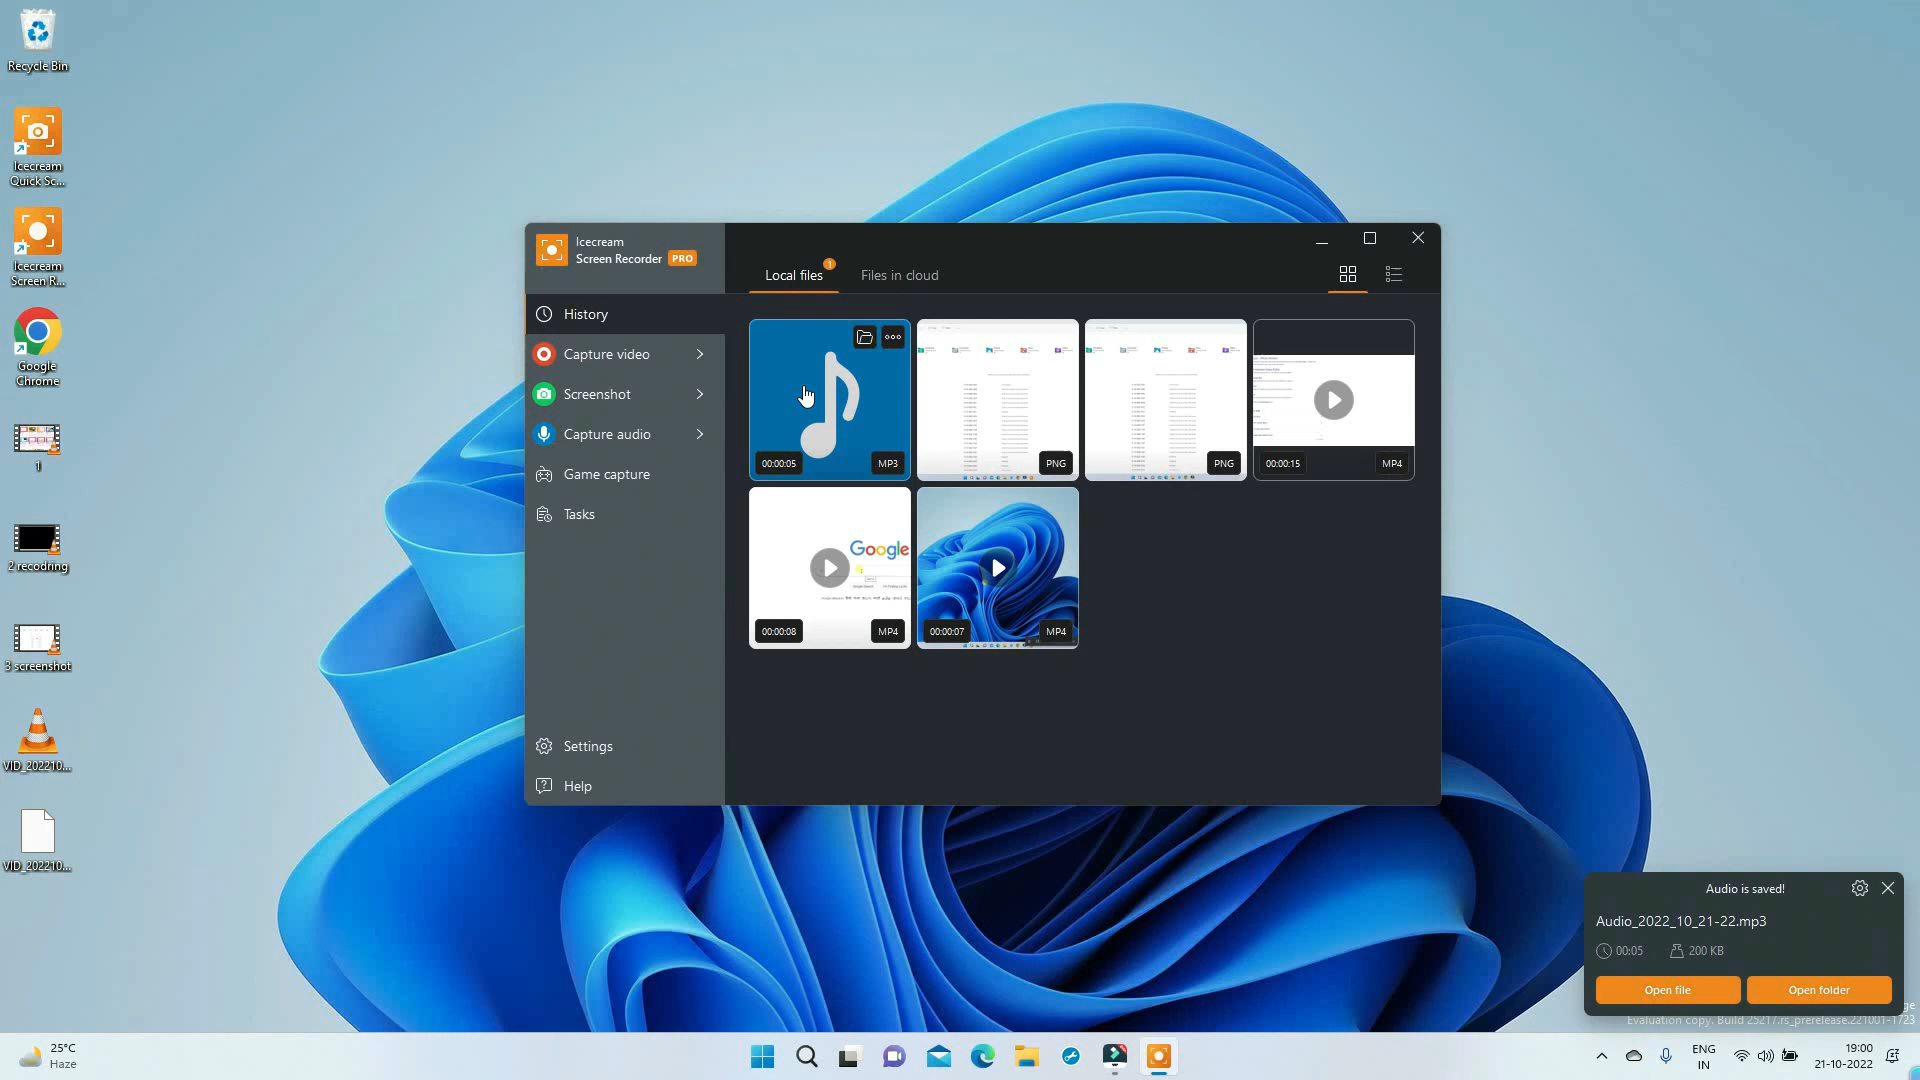 Recycle Bin
Icecream
Quick Sc...
Icecream
Screen R...
Google
Chrome
1
2 recodring
3 screenshot
VID_202210...
VID_202210...
Icecream
Screen Recorder PRO
History
Capture video
Screenshot
Capture audio
Game capture
Tasks
Settings
Help
Local files 1
Files in cloud
00:00:05 MP3
PNG
PNG
00:00:15 MP4
Google
00:00:08 MP4
00:00:07 MP4
Audio is saved!
Audio_2022_10_21-22.mp3
00:05 200 KB
Open file Open folder
Evaluation copy. Build 25217.rs_prerelease.221001-1723
25°C
Haze
ENG
IN
19:00
21-10-2022